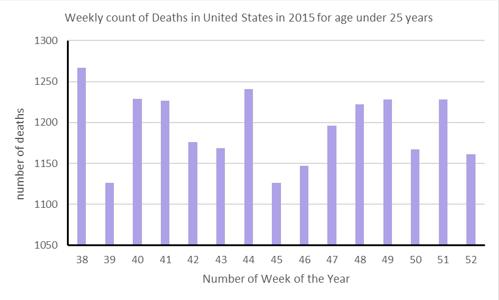 Weekly count of Deaths in United States in 2015 for age under 25 years
1300
1250
1200
1150
1100
1050
number of deaths
38 39 40 41 42 43 44 45 46 47 48 49 50 51 52
Number of Week of the Year